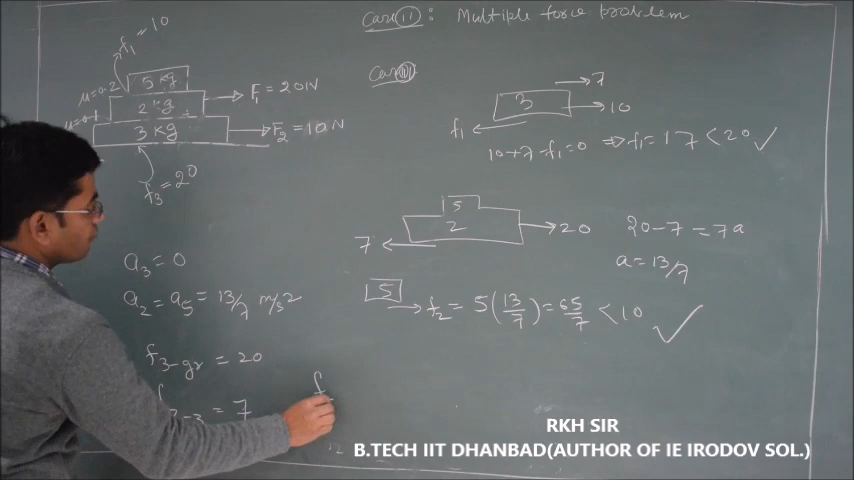 Case (ii) : Multiple force problem
f₁ = 10
Case (iii)
5 kg
μ=0.2
2 kg
F₁ = 20N
μ=0.1
3 kg
F₂ = 10N
f₃ = 20
3
7
10
f₁
10+7-f₁=0 ⇒ f₁=17 < 20 ✓
5
2
20
7
20-7 = 7a
a = 13/7
a₃ = 0
a₂ = a₅ = 13/7 m/s²
5
f₂ = 5(13/7) = 65/7 < 10 ✓
f₃₋gr = 20
= 7
f
RKH SIR
B.TECH IIT DHANBAD(AUTHOR OF IE IRODOV SOL.)